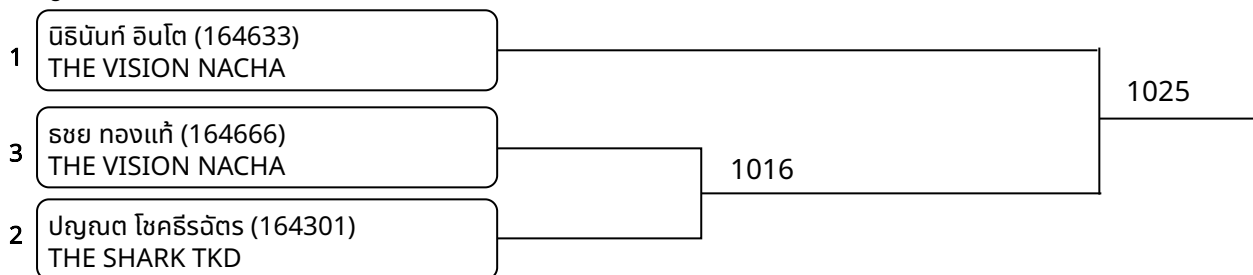 1
นิธินันท์ อินโต (164633)
THE VISION NACHA
1025
3
ธชย ทองแท้ (164666)
THE VISION NACHA
1016
2
ปญณต โชคธีรฉัตร (164301)
THE SHARK TKD